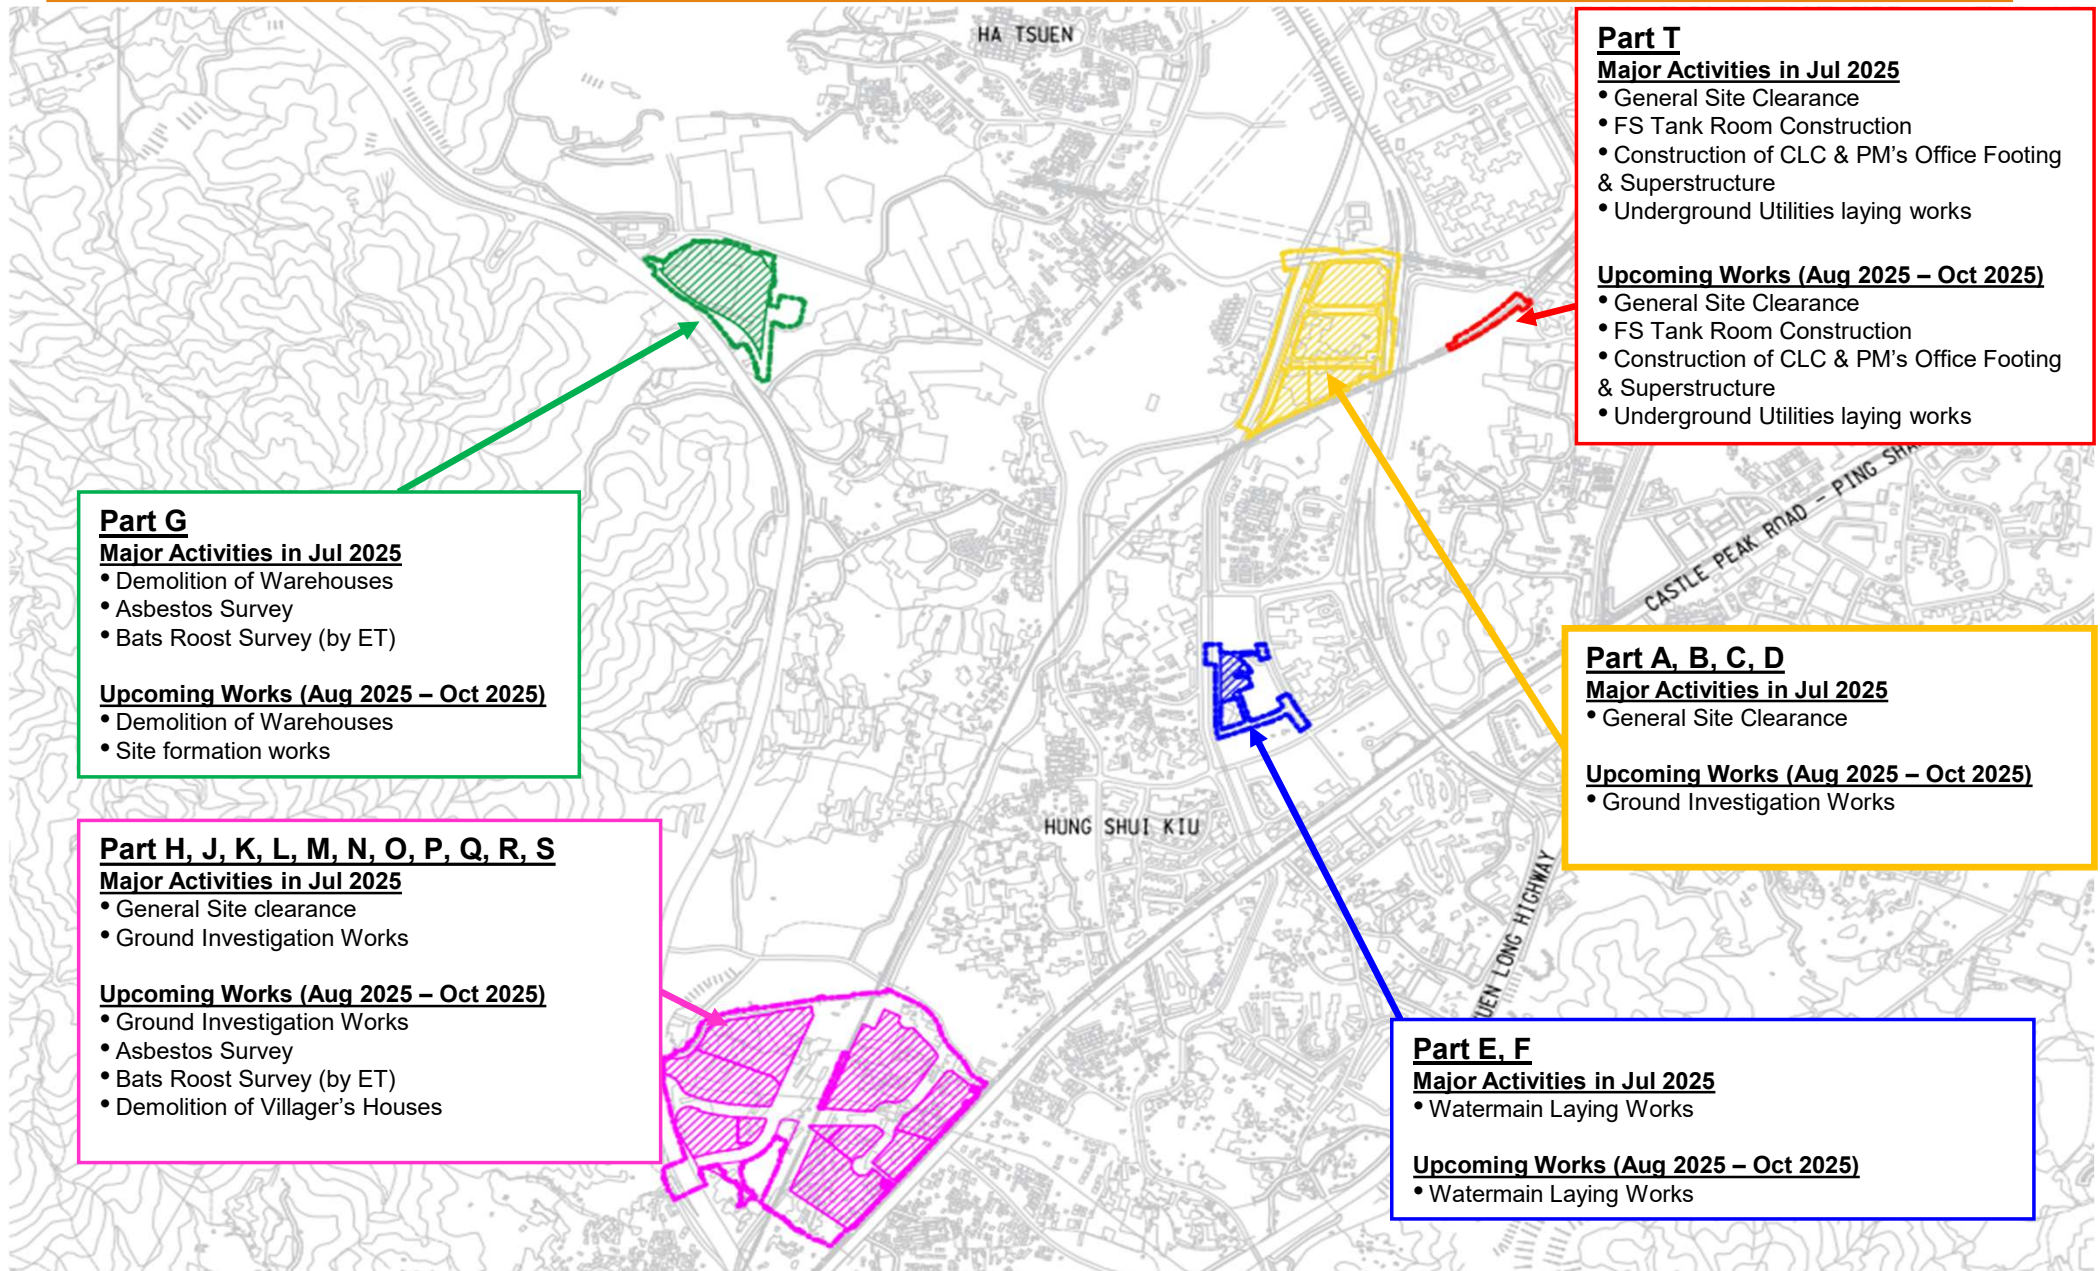 HA TSUEN
Part T
Major Activities in Jul 2025
• General Site Clearance
• FS Tank Room Construction
• Construction of CLC & PM’s Office Footing
& Superstructure
• Underground Utilities laying works
Upcoming Works (Aug 2025 – Oct 2025)
• General Site Clearance
• FS Tank Room Construction
• Construction of CLC & PM’s Office Footing
& Superstructure
• Underground Utilities laying works
CASTLE PEAK ROAD - PING
Part G
Major Activities in Jul 2025
• Demolition of Warehouses
• Asbestos Survey
• Bats Roost Survey (by ET)
Upcoming Works (Aug 2025 – Oct 2025)
• Demolition of Warehouses
• Site formation works
Part A, B, C, D
Major Activities in Jul 2025
• General Site Clearance
Upcoming Works (Aug 2025 – Oct 2025)
• Ground Investigation Works
HUNG SHUI KIU
LONG HIGHWAY
Part H, J, K, L, M, N, O, P, Q, R, S
Major Activities in Jul 2025
• General Site clearance
• Ground Investigation Works
Upcoming Works (Aug 2025 – Oct 2025)
• Ground Investigation Works
• Asbestos Survey
• Bats Roost Survey (by ET)
• Demolition of Villager’s Houses
Part E, F
Major Activities in Jul 2025
• Watermain Laying Works
Upcoming Works (Aug 2025 – Oct 2025)
• Watermain Laying Works